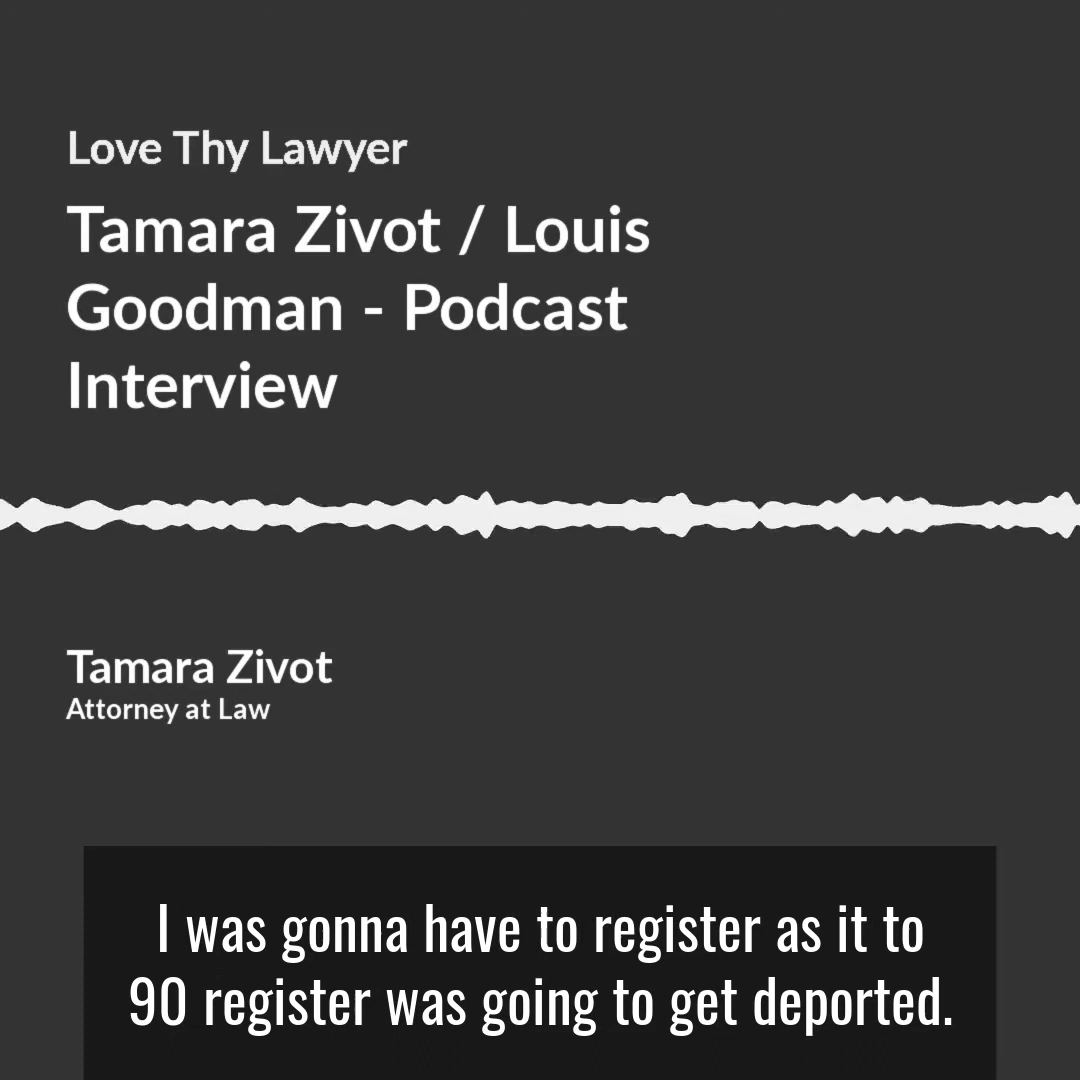 Love Thy Lawyer
Tamara Zivot / Louis
Goodman - Podcast
Interview
Tamara Zivot
Attorney at Law
I was gonna have to register as it to
90 register was going to get deported.